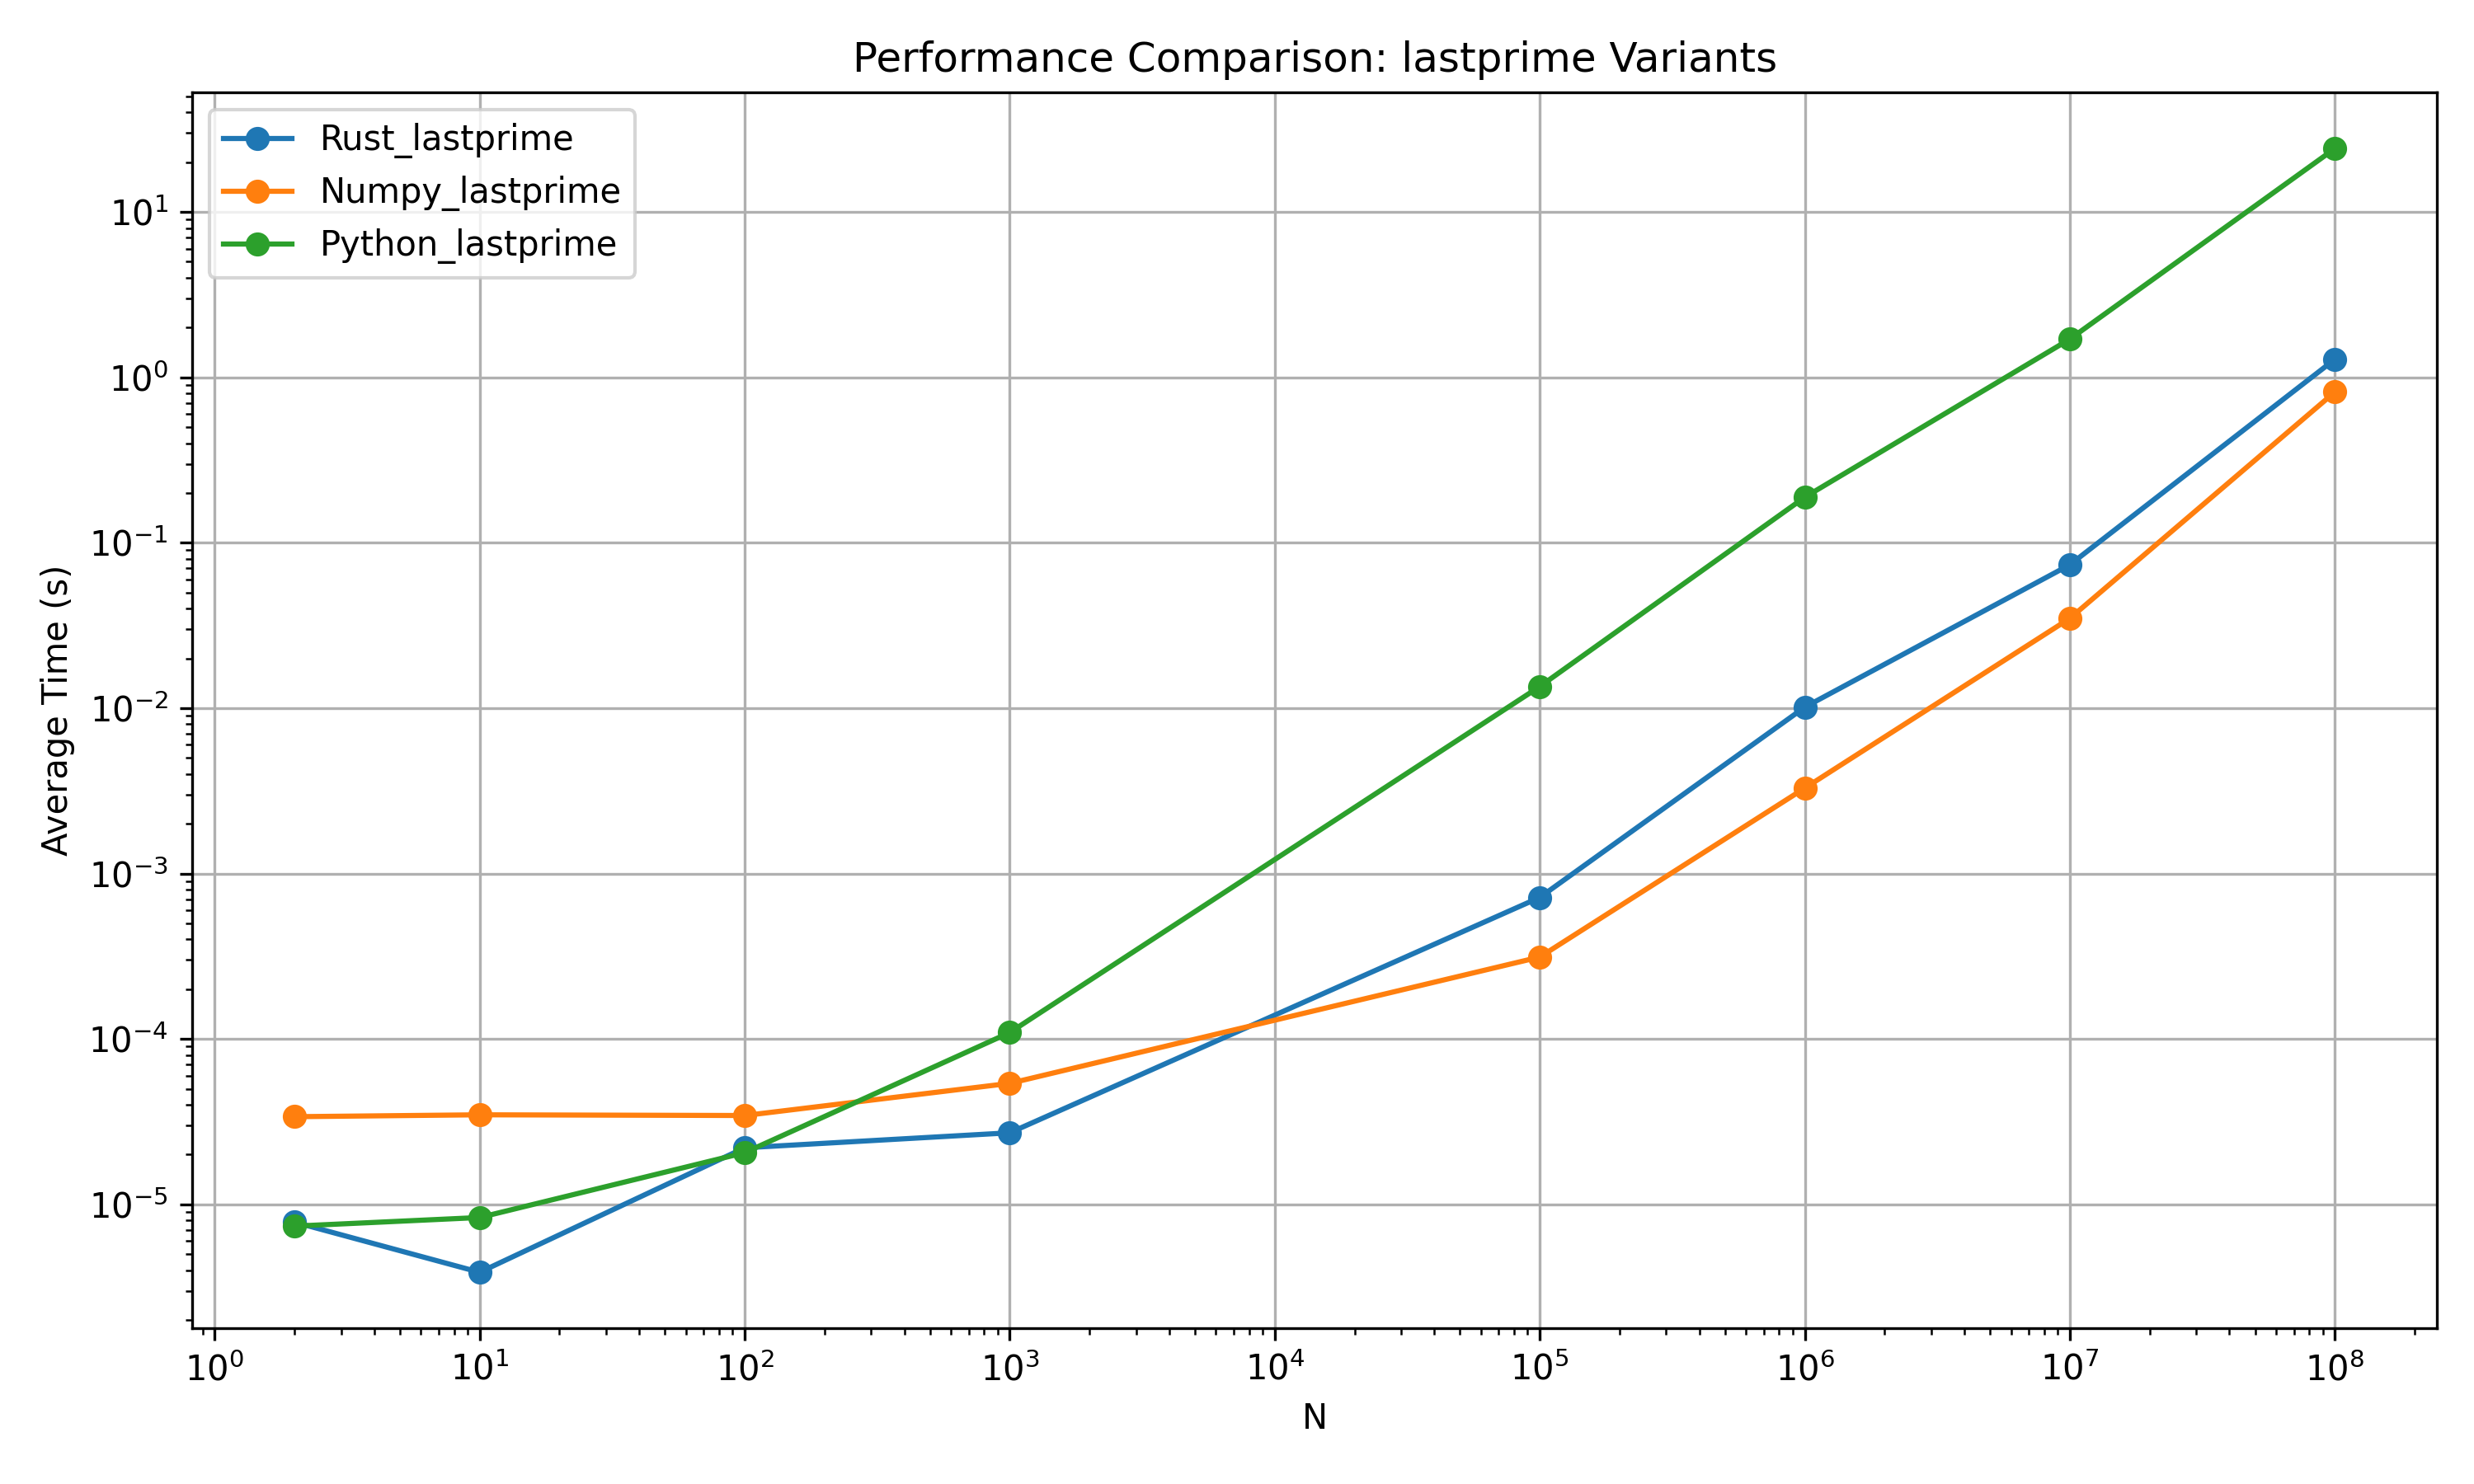 Performance Comparison: lastprime Variants
Rust_lastprime
Numpy_lastprime
Python_lastprime
10¹
10⁰
10⁻¹
10⁻²
10⁻³
10⁻⁴
10⁻⁵
Average Time (s)
10⁰ 10¹ 10² 10³ 10⁴ 10⁵ 10⁶ 10⁷ 10⁸
N